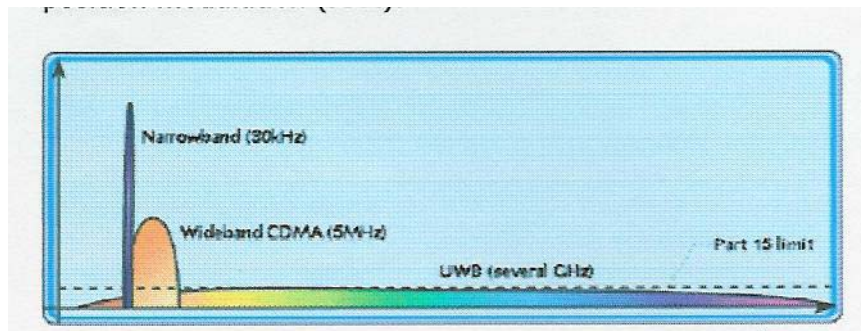 Narrowband (30kHz)
Wideband CDMA (5MHz)
Part 15 limit
UWB (several GHz)